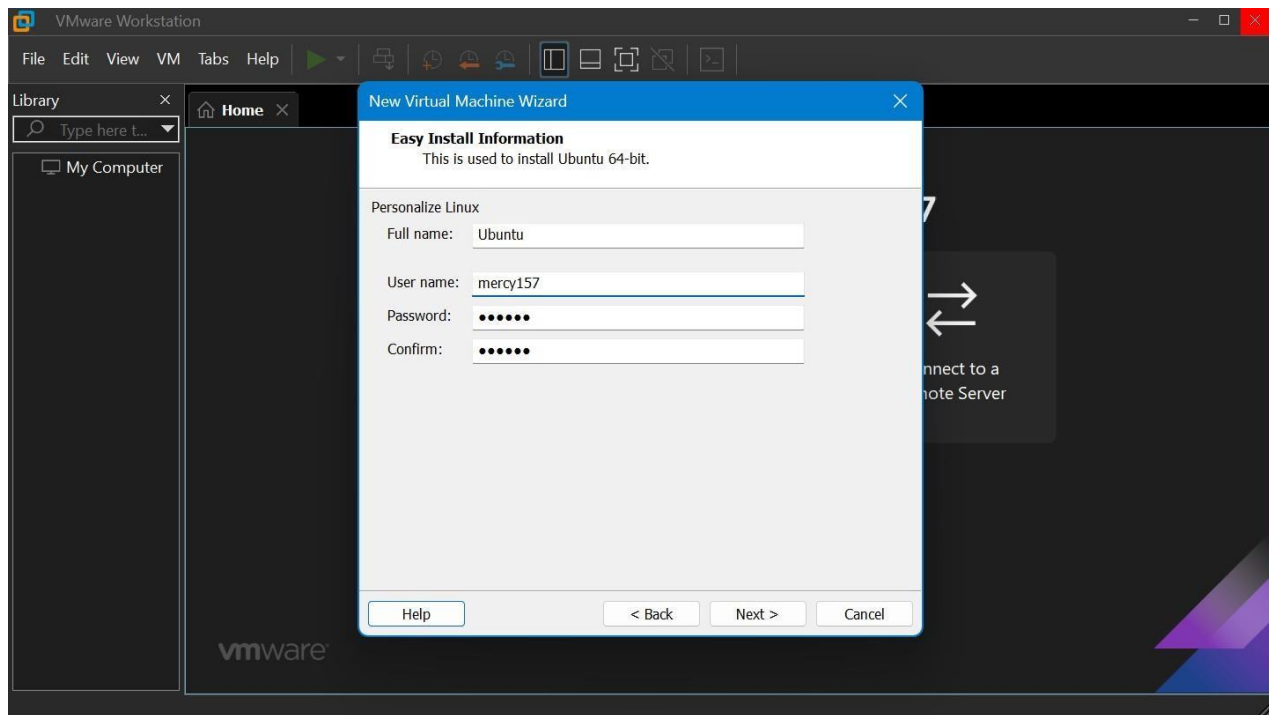 VMware Workstation
File Edit View VM Tabs Help
Library
Home
Type here t...
My Computer
New Virtual Machine Wizard
Easy Install Information
This is used to install Ubuntu 64-bit.
Personalize Linux
Full name: Ubuntu
User name: mercy157
Password: ●●●●●●
Confirm: ●●●●●●
7
nnect to a
ote Server
Help < Back Next > Cancel
vmware